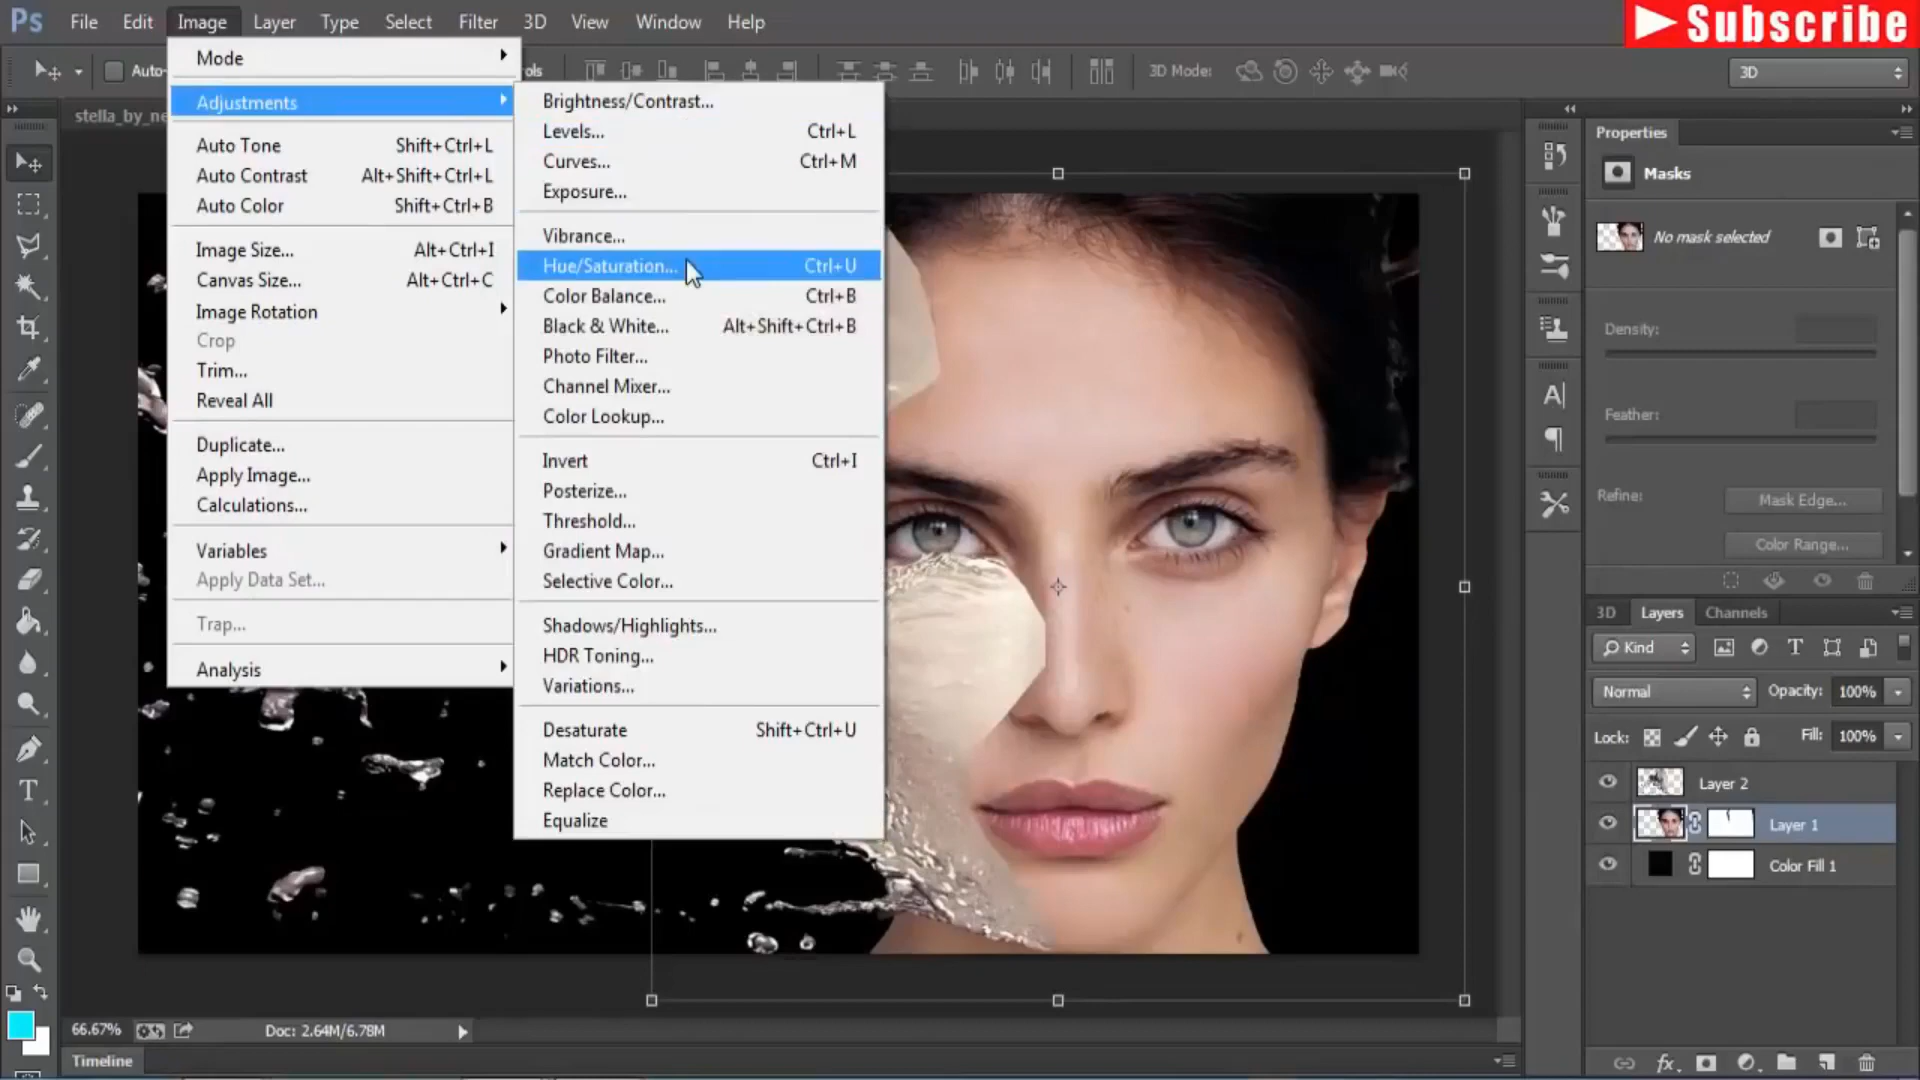 Ps File Edit Image Layer Type Select Filter 3D View Window Help
Subscribe
Auto-
ols
3D Mode:
3D
stella_by_ne
Mode
Adjustments
Auto Tone Shift+Ctrl+L
Auto Contrast Alt+Shift+Ctrl+L
Auto Color Shift+Ctrl+B
Image Size... Alt+Ctrl+I
Canvas Size... Alt+Ctrl+C
Image Rotation
Crop
Trim...
Reveal All
Duplicate...
Apply Image...
Calculations...
Variables
Apply Data Set...
Trap...
Analysis
Brightness/Contrast...
Levels... Ctrl+L
Curves... Ctrl+M
Exposure...
Vibrance...
Hue/Saturation... Ctrl+U
Color Balance... Ctrl+B
Black & White... Alt+Shift+Ctrl+B
Photo Filter...
Channel Mixer...
Color Lookup...
Invert Ctrl+I
Posterize...
Threshold...
Gradient Map...
Selective Color...
Shadows/Highlights...
HDR Toning...
Variations...
Desaturate Shift+Ctrl+U
Match Color...
Replace Color...
Equalize
Properties
Masks
No mask selected
Density:
Feather:
Refine: Mask Edge...
Color Range...
3D Layers Channels
Kind
Normal Opacity: 100%
Lock: Fill: 100%
Layer 2
Layer 1
Color Fill 1
66.67% Doc: 2.64M/6.78M
Timeline